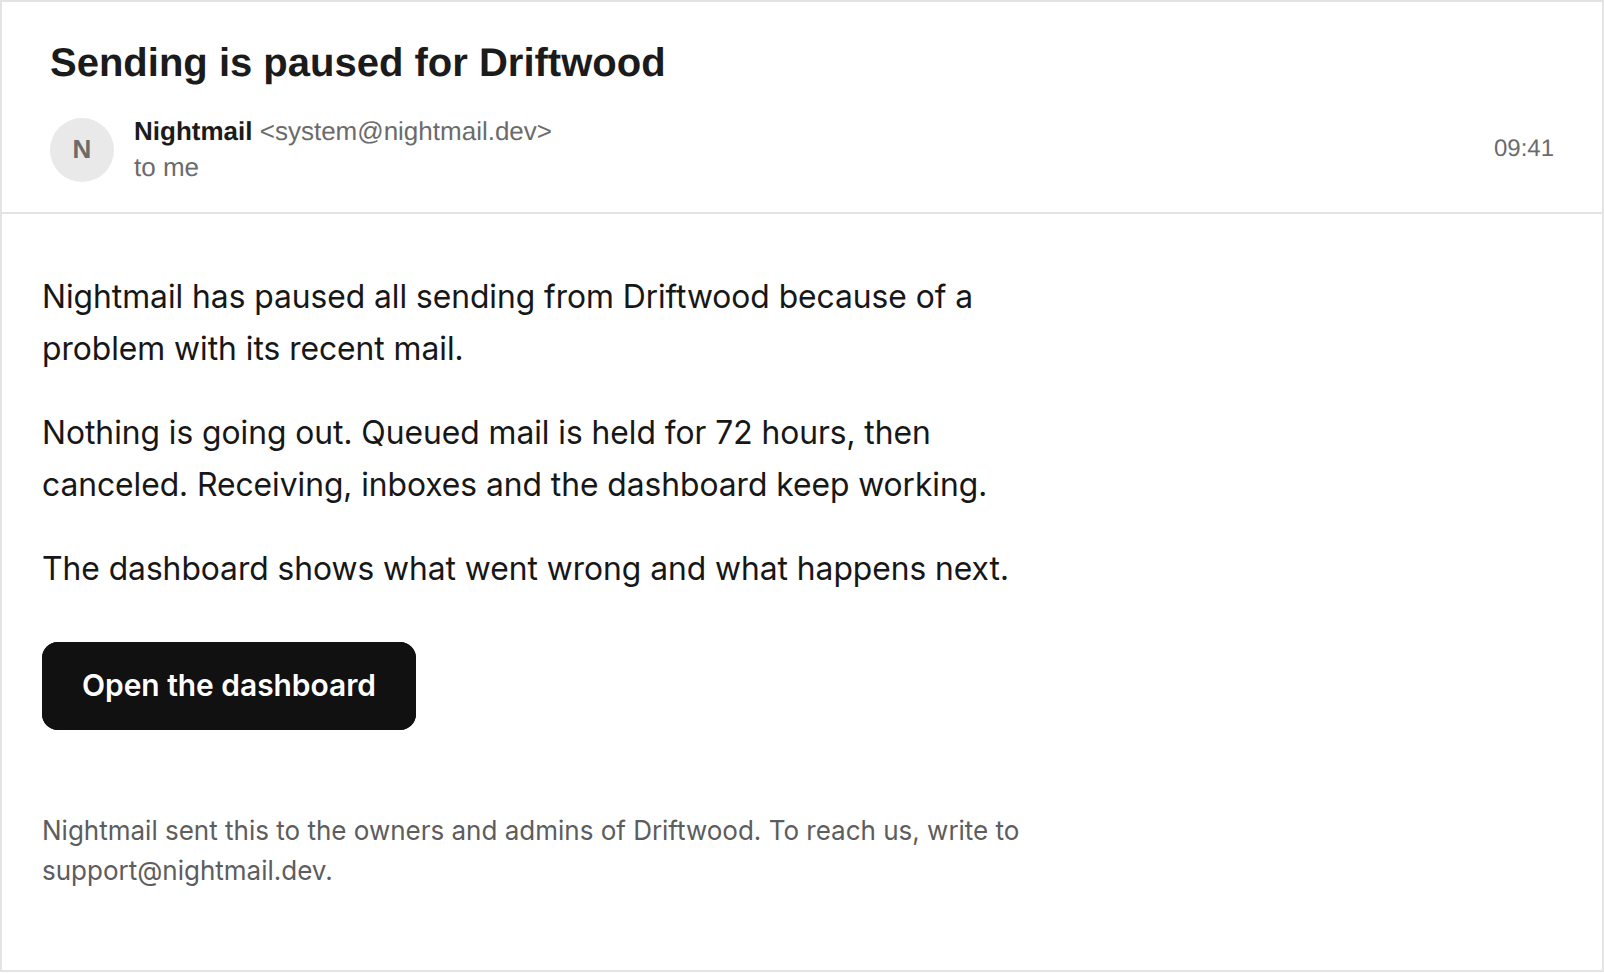 Sending is paused for Driftwood
N
Nightmail <system@nightmail.dev>
to me
09:41
Nightmail has paused all sending from Driftwood because of a
problem with its recent mail.
Nothing is going out. Queued mail is held for 72 hours, then
canceled. Receiving, inboxes and the dashboard keep working.
The dashboard shows what went wrong and what happens next.
Open the dashboard
Nightmail sent this to the owners and admins of Driftwood. To reach us, write to
support@nightmail.dev.